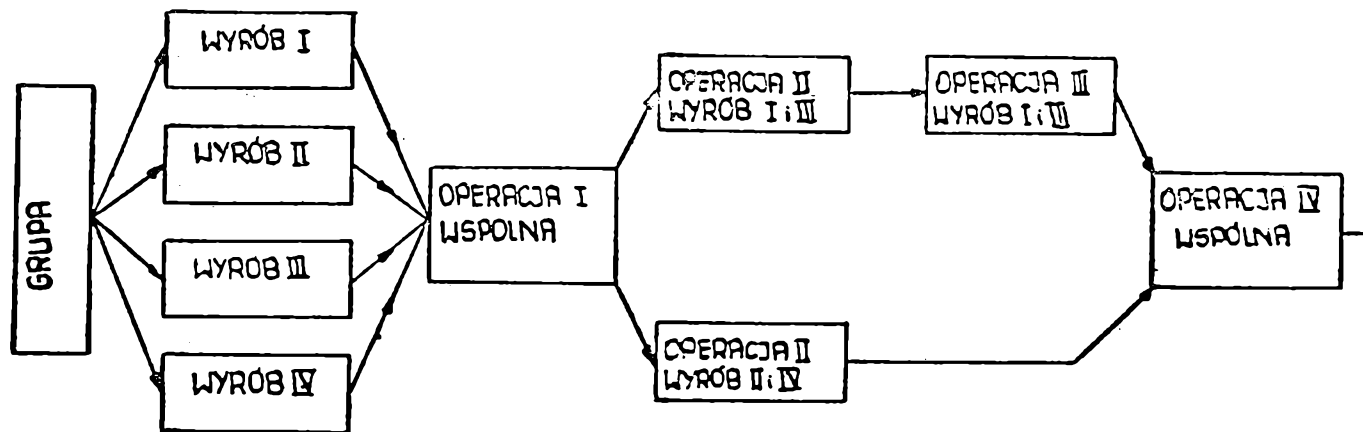 GRUPA
WYRÓB I
WYRÓB II
WYRÓB III
WYRÓB IV
OPERACJA I
WSPOLNA
OPERACJA II
WYRÓB I i III
OPERACJA III
WYRÓB I i III
OPERACJA II
WYRÓB II i IV
OPERACJA IV
WSPÓLNA